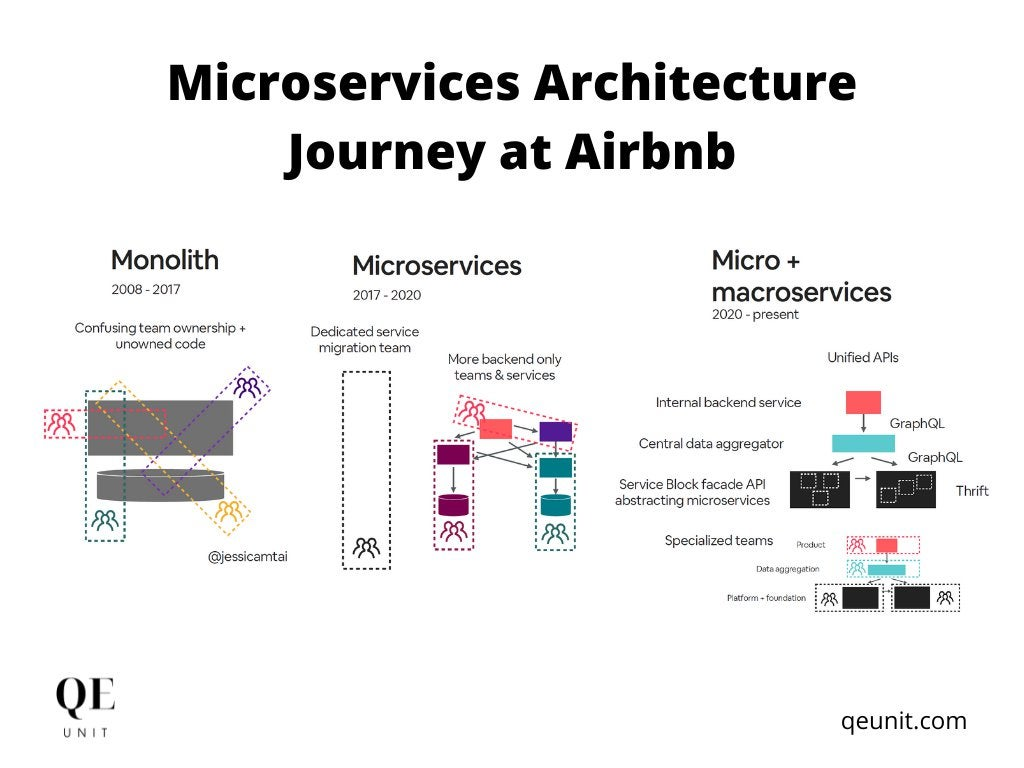 Microservices Architecture
Journey at Airbnb
Monolith
2008 - 2017
Confusing team ownership +
unowned code
@jessicamtai
Microservices
2017 - 2020
Dedicated service
migration team
More backend only
teams & services
Micro +
macroservices
2020 - present
Unified APIs
Internal backend service
GraphQL
Central data aggregator
GraphQL
Service Block facade API
abstracting microservices
Thrift
Specialized teams
Product
Data aggregation
Platform + foundation
QE
UNIT
qeunit.com